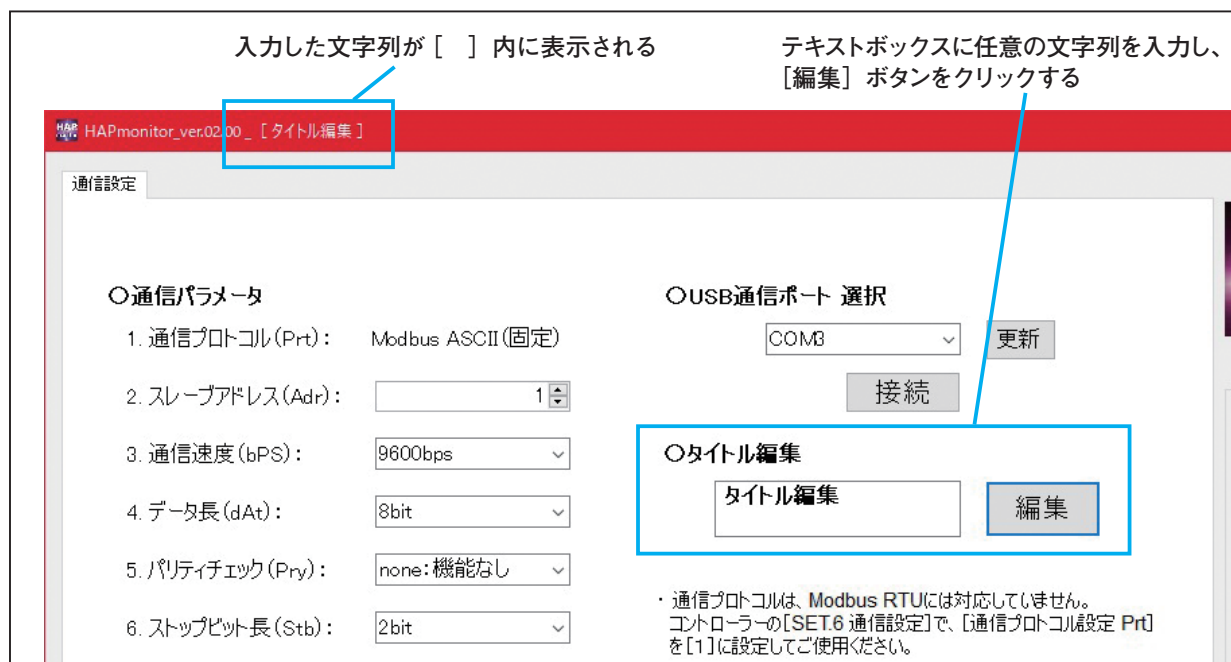 入力した文字列が［　］内に表示される
テキストボックスに任意の文字列を入力し、
［編集］ボタンをクリックする
HAP
HAPmonitor_ver.02.00 _ [ タイトル編集 ]
通信設定
〇通信パラメータ
1. 通信プロトコル(Prt)： Modbus ASCII(固定)
2. スレーブアドレス(Adr)： 1
3. 通信速度(bPS)： 9600bps
4. データ長(dAt)： 8bit
5. パリティチェック(Pry)： none：機能なし
6. ストップビット長(Stb)： 2bit
〇USB通信ポート 選択
COM3 更新
接続
〇タイトル編集
タイトル編集 編集
・通信プロトコルは、Modbus RTUには対応していません。
コントローラーの[SET.6 通信設定]で、[通信プロトコル設定 Prt]
を[1]に設定してご使用ください。